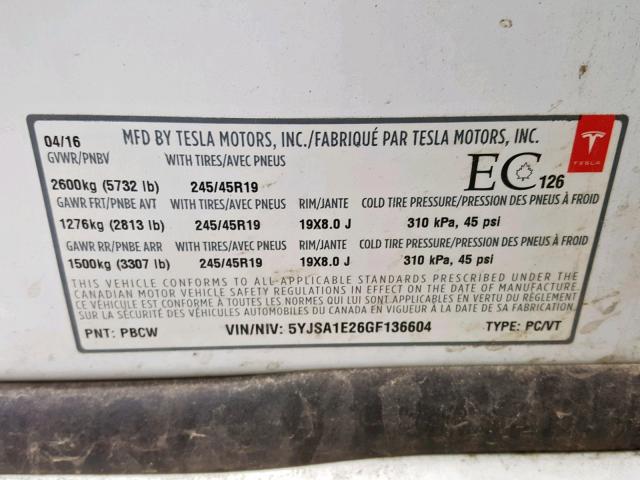 04/16 MFD BY TESLA MOTORS, INC./FABRIQUÉ PAR TESLA MOTORS, INC.
GVWR/PNBV WITH TIRES/AVEC PNEUS
TESLA
2600kg (5732 lb) 245/45R19 EC 126
GAWR FRT/PNBE AVT WITH TIRES/AVEC PNEUS RIM/JANTE COLD TIRE PRESSURE/PRESSION DES PNEUS À FROID
1276kg (2813 lb) 245/45R19 19X8.0 J 310 kPa, 45 psi
GAWR RR/PNBE ARR WITH TIRES/AVEC PNEUS RIM/JANTE COLD TIRE PRESSURE/PRESSION DES PNEUS À FROID
1500kg (3307 lb) 245/45R19 19X8.0 J 310 kPa, 45 psi
THIS VEHICLE CONFORMS TO ALL APPLICABLE STANDARDS PRESCRIBED UNDER THE
CANADIAN MOTOR VEHICLE SAFETY REGULATIONS IN EFFECT ON THE DATE OF MANUFACTURE.
CE VÉHICULE EST CONFORME À TOUTES LES NORMES QUI LUI SONT APPLICABLES EN VERTU DU RÈGLEMENT
SUR LA SÉCURITÉ DES VÉHICULES AUTOMOBILES DU CANADA EN VIGUEUR À LA DATE DE SA FABRICATION.
PNT: PBCW VIN/NIV: 5YJSA1E26GF136604 TYPE: PC/VT